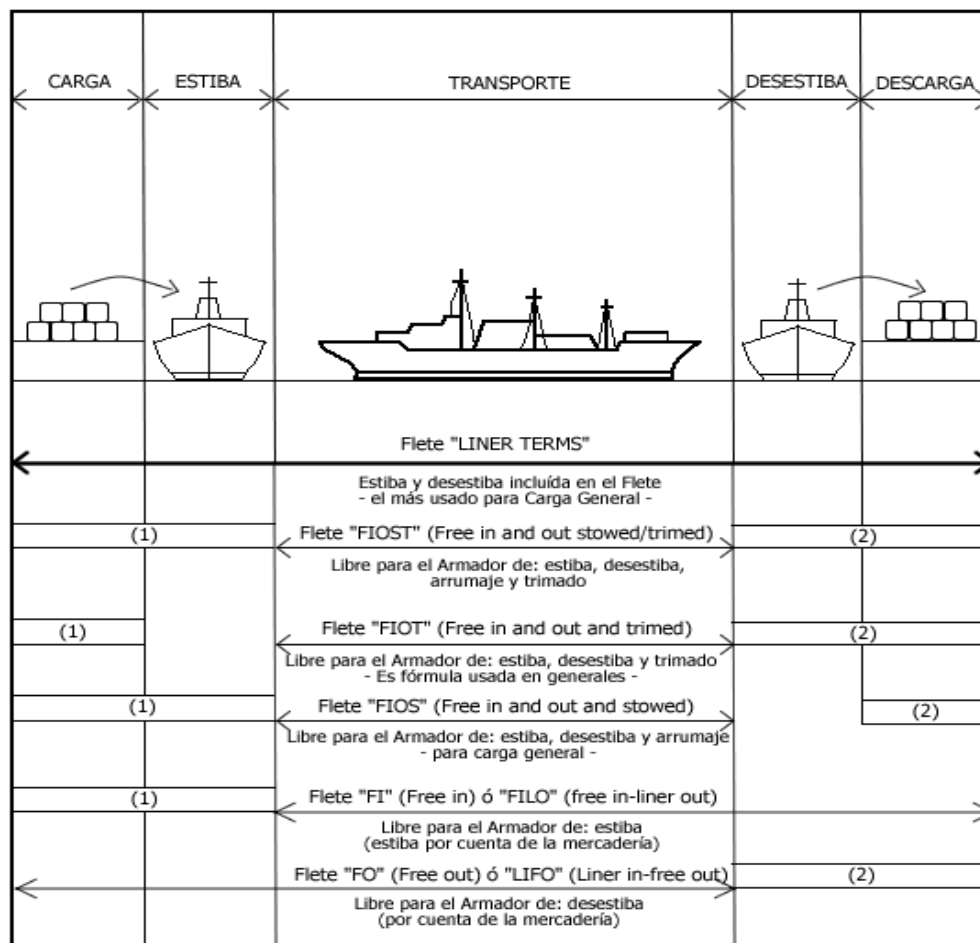 CARGA
ESTIBA
TRANSPORTE
DESESTIBA
DESCARGA
Flete "LINER TERMS"
Estiba y desestiba incluída en el Flete
- el más usado para Carga General -
(1)
Flete "FIOST" (Free in and out stowed/trimed)
(2)
Libre para el Armador de: estiba, desestiba,
arrumaje y trimado
(1)
Flete "FIOT" (Free in and out and trimed)
(2)
Libre para el Armador de: estiba, desestiba y trimado
- Es fórmula usada en generales -
(1)
Flete "FIOS" (Free in and out and stowed)
(2)
Libre para el Armador de: estiba, desestiba y arrumaje
- para carga general -
(1)
Flete "FI" (Free in) ó "FILO" (free in-liner out)
Libre para el Armador de: estiba
(estiba por cuenta de la mercadería)
Flete "FO" (Free out) ó "LIFO" (Liner in-free out)
(2)
Libre para el Armador de: desestiba
(por cuenta de la mercadería)